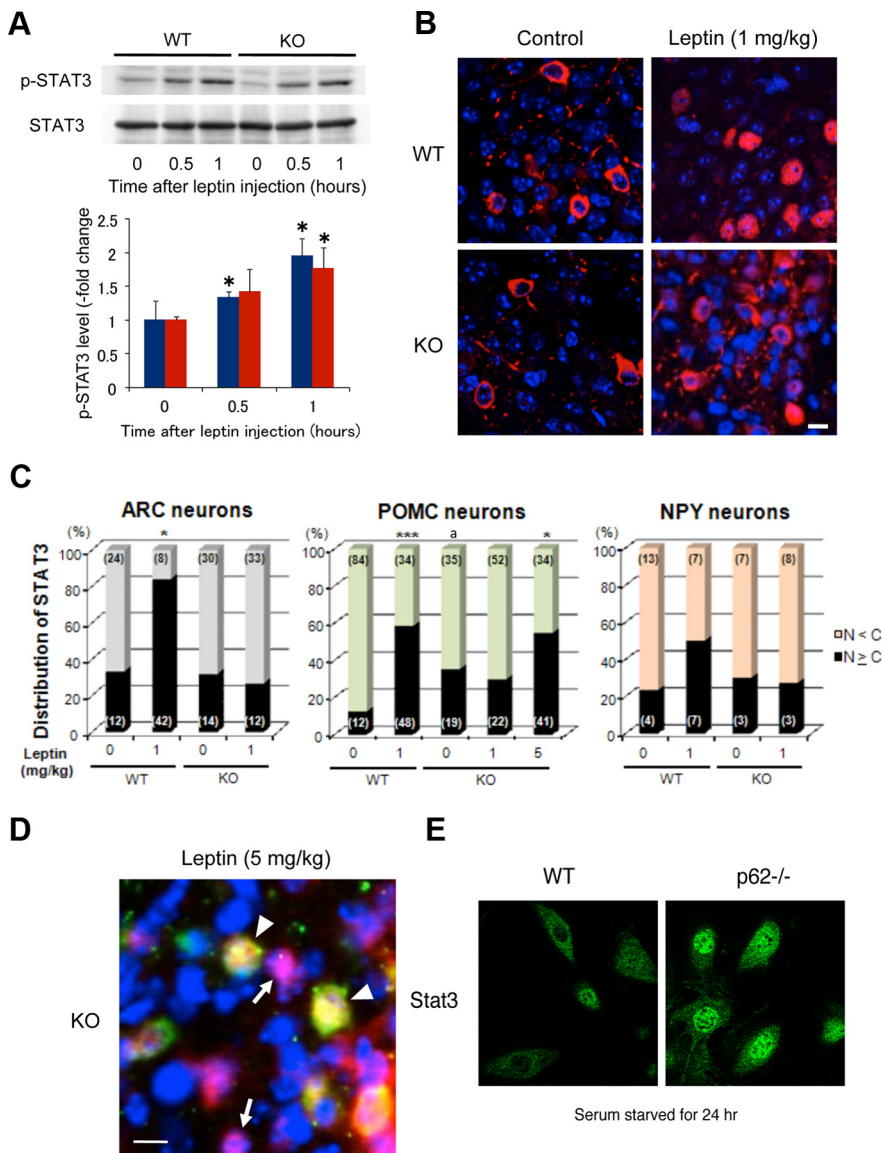 A
WT KO
p-STAT3
STAT3
0 0.5 1 0 0.5 1
Time after leptin injection (hours)
p-STAT3 level (-fold change)
2.5
2
1.5
1
0.5
0
* * *
0 0.5 1
Time after leptin injection (hours)
B
Control Leptin (1 mg/kg)
WT
KO
C
ARC neurons POMC neurons NPY neurons
Distribution of STAT3
(%)
100
80
60
40
20
0
*
(24) (8) (30) (33)
(12) (42) (14) (12)
Leptin (mg/kg)
0 1 0 1
WT KO
(%)
100
80
60
40
20
0
*** a *
(84) (34) (35) (52) (34)
(12) (48) (19) (22) (41)
0 1 0 1 5
WT KO
(%)
100
80
60
40
20
0
(13) (7) (7) (8)
(4) (7) (3) (3)
0 1 0 1
WT KO
N < C
N ≥ C
D
Leptin (5 mg/kg)
KO
E
WT p62-/-
Stat3
Serum starved for 24 hr